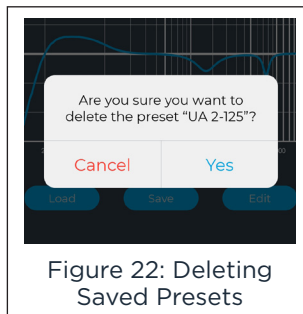 Are you sure you want to
delete the preset “UA 2-125”?
Cancel Yes
Load Save Edit
Figure 22: Deleting
Saved Presets